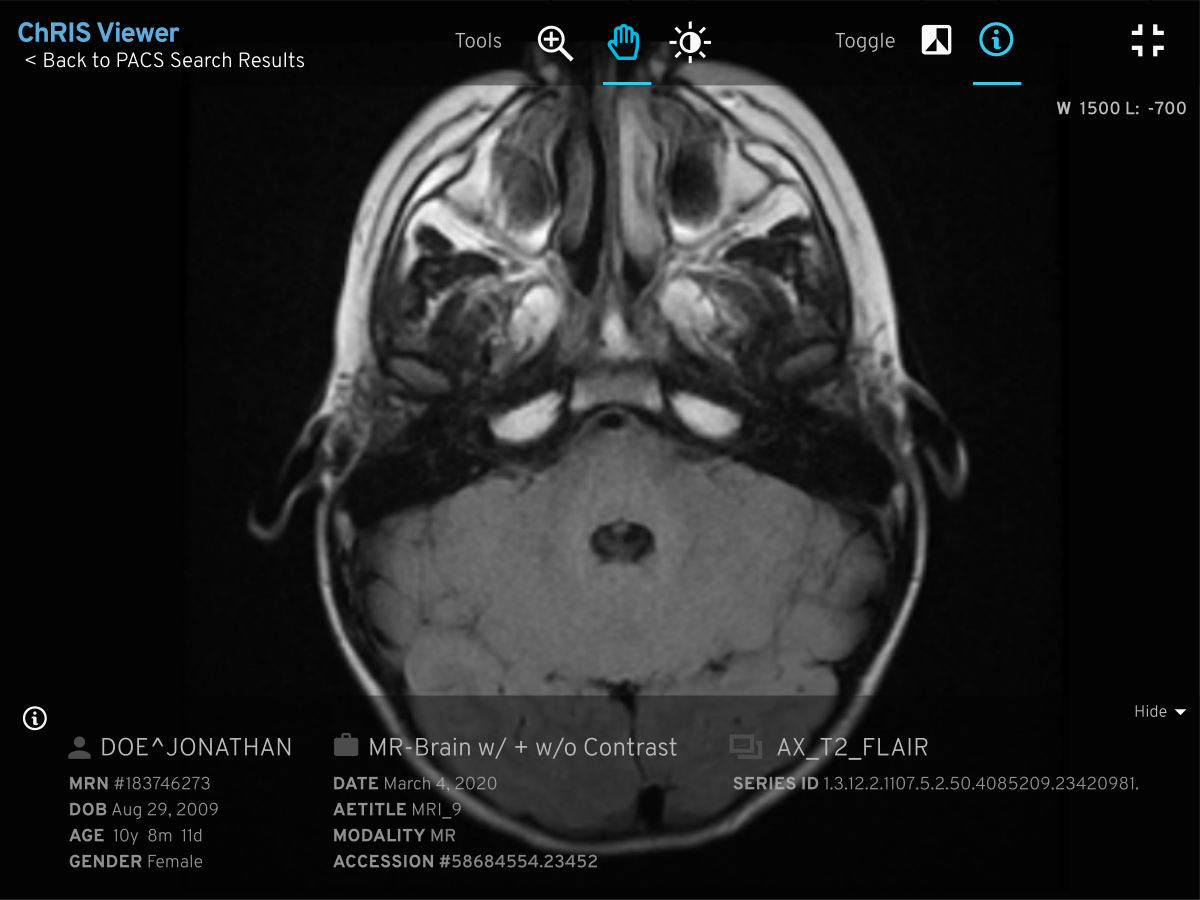 ChRIS Viewer
< Back to PACS Search Results
Tools
Toggle
W 1500 L: -700
Hide
DOE^JONATHAN
MRN #183746273
DOB Aug 29, 2009
AGE 10y 8m 11d
GENDER Female
MR-Brain w/ + w/o Contrast
DATE March 4, 2020
AETITLE MRI_9
MODALITY MR
ACCESSION #58684554.23452
AX_T2_FLAIR
SERIES ID 1.3.12.2.1107.5.2.50.4085209.23420981.